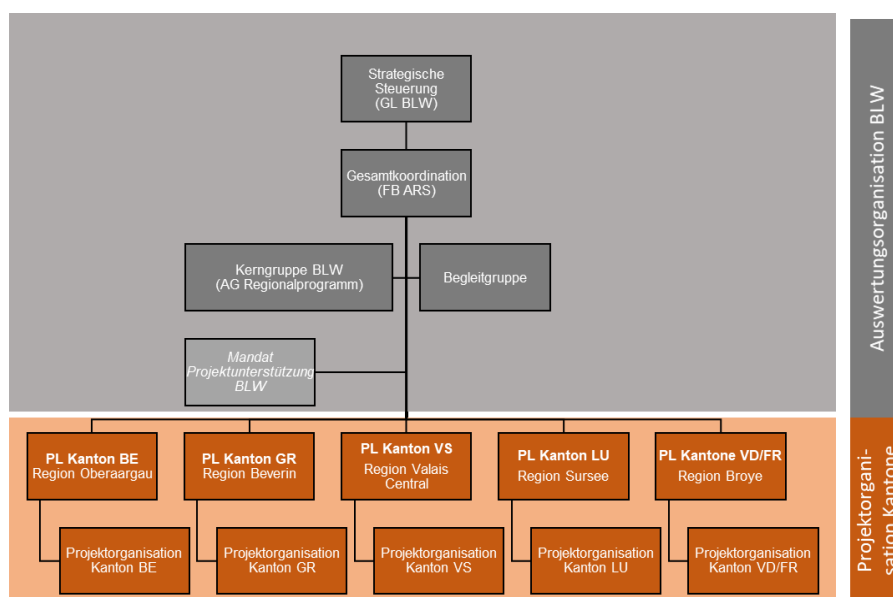 Strategische
Steuerung
(GL BLW)
Gesamtkoordination
(FB ARS)
Kerngruppe BLW
(AG Regionalprogramm)
Begleitgruppe
Mandat
Projektunterstützung
BLW
Auswertungsorganisation BLW
PL Kanton BE
Region Oberaargau
PL Kanton GR
Region Beverin
PL Kanton VS
Region Valais
Central
PL Kanton LU
Region Sursee
PL Kantone VD/FR
Region Broye
Projektorganisation
Kanton BE
Projektorganisation
Kanton GR
Projektorganisation
Kanton VS
Projektorganisation
Kanton LU
Projektorganisation
Kanton VD/FR
Projektorgani-
sation Kantone